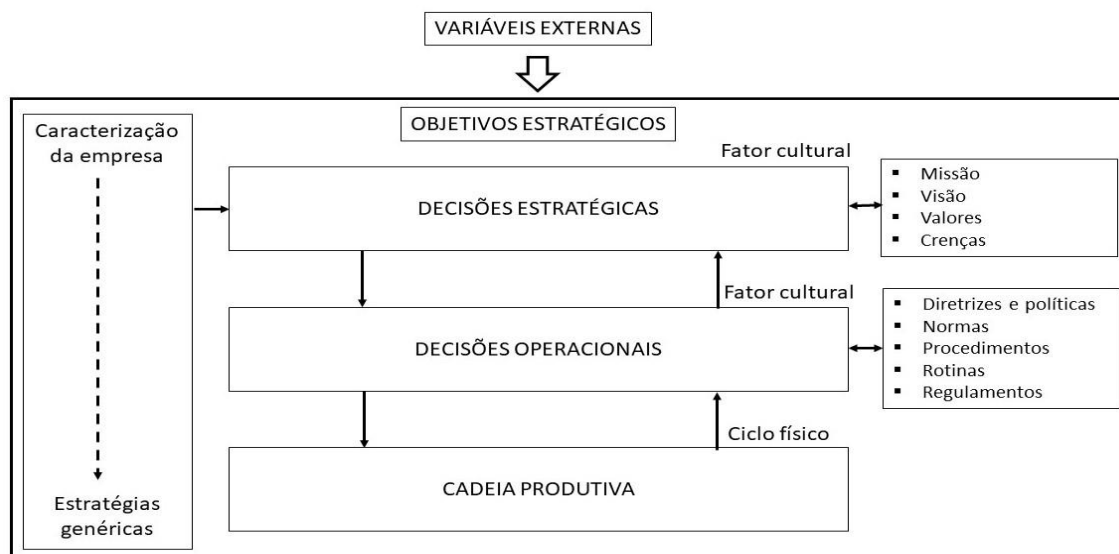 VARIÁVEIS EXTERNAS
OBJETIVOS ESTRATÉGICOS
Caracterização
da empresa
Estratégias
genéricas
Fator cultural
DECISÕES ESTRATÉGICAS
▪ Missão
▪ Visão
▪ Valores
▪ Crenças
Fator cultural
DECISÕES OPERACIONAIS
▪ Diretrizes e políticas
▪ Normas
▪ Procedimentos
▪ Rotinas
▪ Regulamentos
Ciclo físico
CADEIA PRODUTIVA